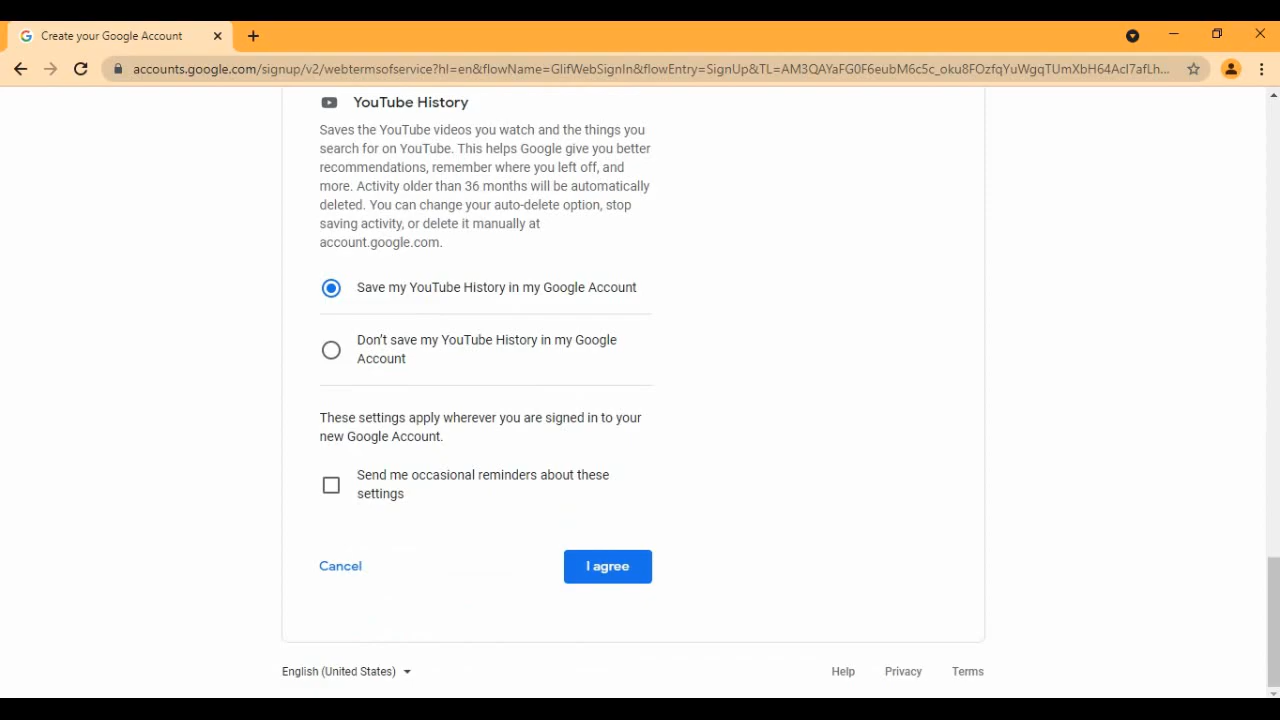 Create your Google Account
accounts.google.com/signup/v2/webtermsofservice?hl=en&flowName=GlifWebSignIn&flowEntry=SignUp&TL=AM3QAYaFG0F6eubM6c5c_oku8FOzfqYuWgqTUmXbH64AcI7afLh...
YouTube History
Saves the YouTube videos you watch and the things you
search for on YouTube. This helps Google give you better
recommendations, remember where you left off, and
more. Activity older than 36 months will be automatically
deleted. You can change your auto-delete option, stop
saving activity, or delete it manually at
account.google.com.
Save my YouTube History in my Google Account
Don't save my YouTube History in my Google
Account
These settings apply wherever you are signed in to your
new Google Account.
Send me occasional reminders about these
settings
Cancel
I agree
English (United States)
Help
Privacy
Terms